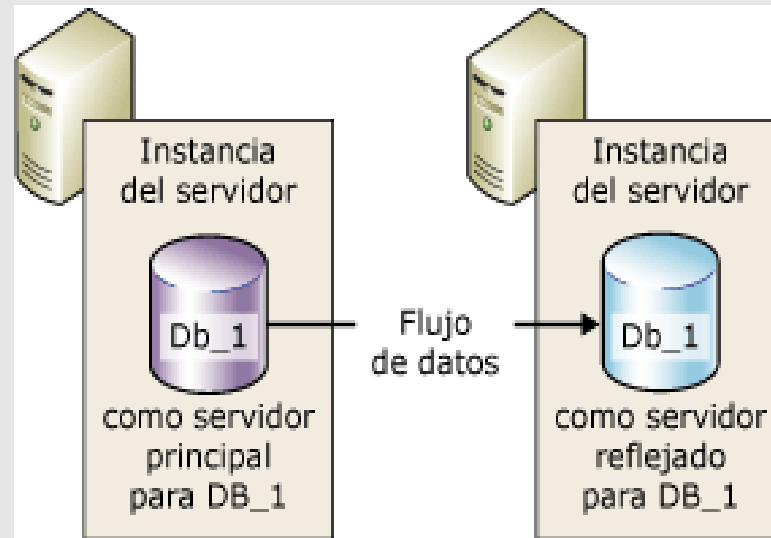 Instancia
del servidor
Db_1
como servidor
principal
para DB_1
Flujo
de datos
Instancia
del servidor
Db_1
como servidor
reflejado
para DB_1